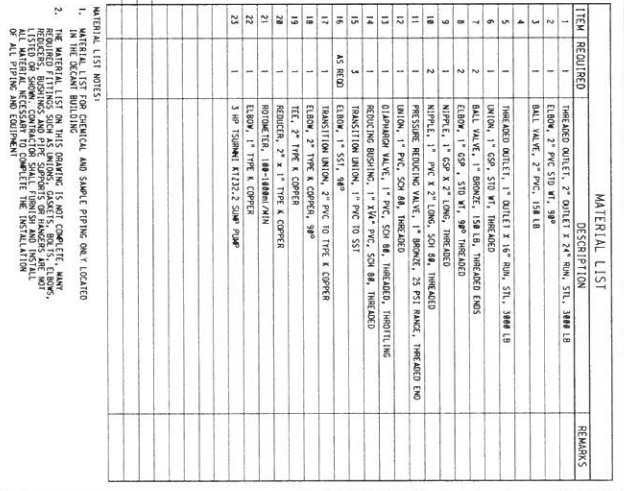 MATERIAL LIST
ITEM REQUIRED DESCRIPTION REMARKS
1 1 THREADED OUTLET, 2" OUTLET X 24" RUN, STL, 3000 LB
2 1 ELBOW, 2" PVC STD WT, 90°
3 1 BALL VALVE, 2" PVC, 150 LB
4
5 1 THREADED OUTLET, 1" OUTLET X 16" RUN, STL, 3000 LB
6 1 UNION, 1" GSP STD WT, THREADED
7 2 BALL VALVE, 1" BRONZE, 150 LB, THREADED ENDS
8 2 ELBOW, 1" GSP, STD WT, 90° THREADED
9 1 NIPPLE, 1" GSP X 2" LONG, THREADED
10 2 NIPPLE, 1" PVC X 2" LONG, SCH 80, THREADED
11 1 PRESSURE REDUCING VALVE, 1" BRONZE, 25 PSI RANGE, THREADED END
12 1 UNION, 1" PVC, SCH 80, THREADED
13 1 DIAPHRAGM VALVE, 1" PVC, SCH 80, THREADED, THROTTLING
14 1 REDUCING BUSHING, 1" X¼" PVC, SCH 80, THREADED
15 3 TRANSITION UNION, 1" PVC TO SST
16 AS REQD ELBOW, 1" SST, 90°
17 1 TRANSITION UNION, 2" PVC TO TYPE K COPPER
18 1 ELBOW, 2" TYPE K COPPER, 90°
19 1 TEE, 2" TYPE K COPPER
20 1 REDUCER, 2" x 1" TYPE K COPPER
21 1 ROTOMETER, 100-1000ml/MIN
22 1 ELBOW, 1" TYPE K COPPER
23 1 3 HP TSURUMI KTZ32.2 SUMP PUMP
MATERIAL LIST NOTES:
1. MATERIAL LIST FOR CHEMICAL AND SAMPLE PIPING ONLY LOCATED
IN THE DECANT BUILDING
2. THE MATERIAL LIST ON THIS DRAWING IS NOT COMPLETE, MANY
REQUIRED FITTINGS SUCH AS UNIONS, GASKETS, BOLTS, ELBOWS,
REDUCERS, BUSHINGS AND PIPE SUPPORTS OR HANGERS ARE NOT
LISTED OR SHOWN. CONTRACTOR SHALL FURNISH AND INSTALL
ALL MATERIAL NECESSARY TO COMPLETE THE INSTALLATION
OF ALL PIPING AND EQUIPMENT